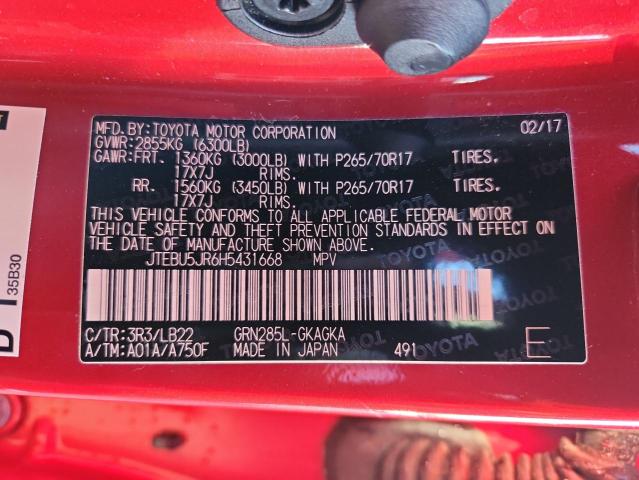 MFD.BY:TOYOTA MOTOR CORPORATION 02/17
GVWR:2855KG (6300LB)
GAWR:FRT. 1360KG (3000LB) WITH P265/70R17 TIRES,
17X7J RIMS.
RR. 1560KG (3450LB) WITH P265/70R17 TIRES,
17X7J RIMS.
THIS VEHICLE CONFORMS TO ALL APPLICABLE FEDERAL MOTOR
VEHICLE SAFETY AND THEFT PREVENTION STANDARDS IN EFFECT ON
THE DATE OF MANUFACTURE SHOWN ABOVE.
JTEBU5JR6H5431668 MPV
C/TR:3R3/LB22 GRN285L-GKAGKA
A/TM:A01A/A750F MADE IN JAPAN 491 E
35B30
TOYOTA